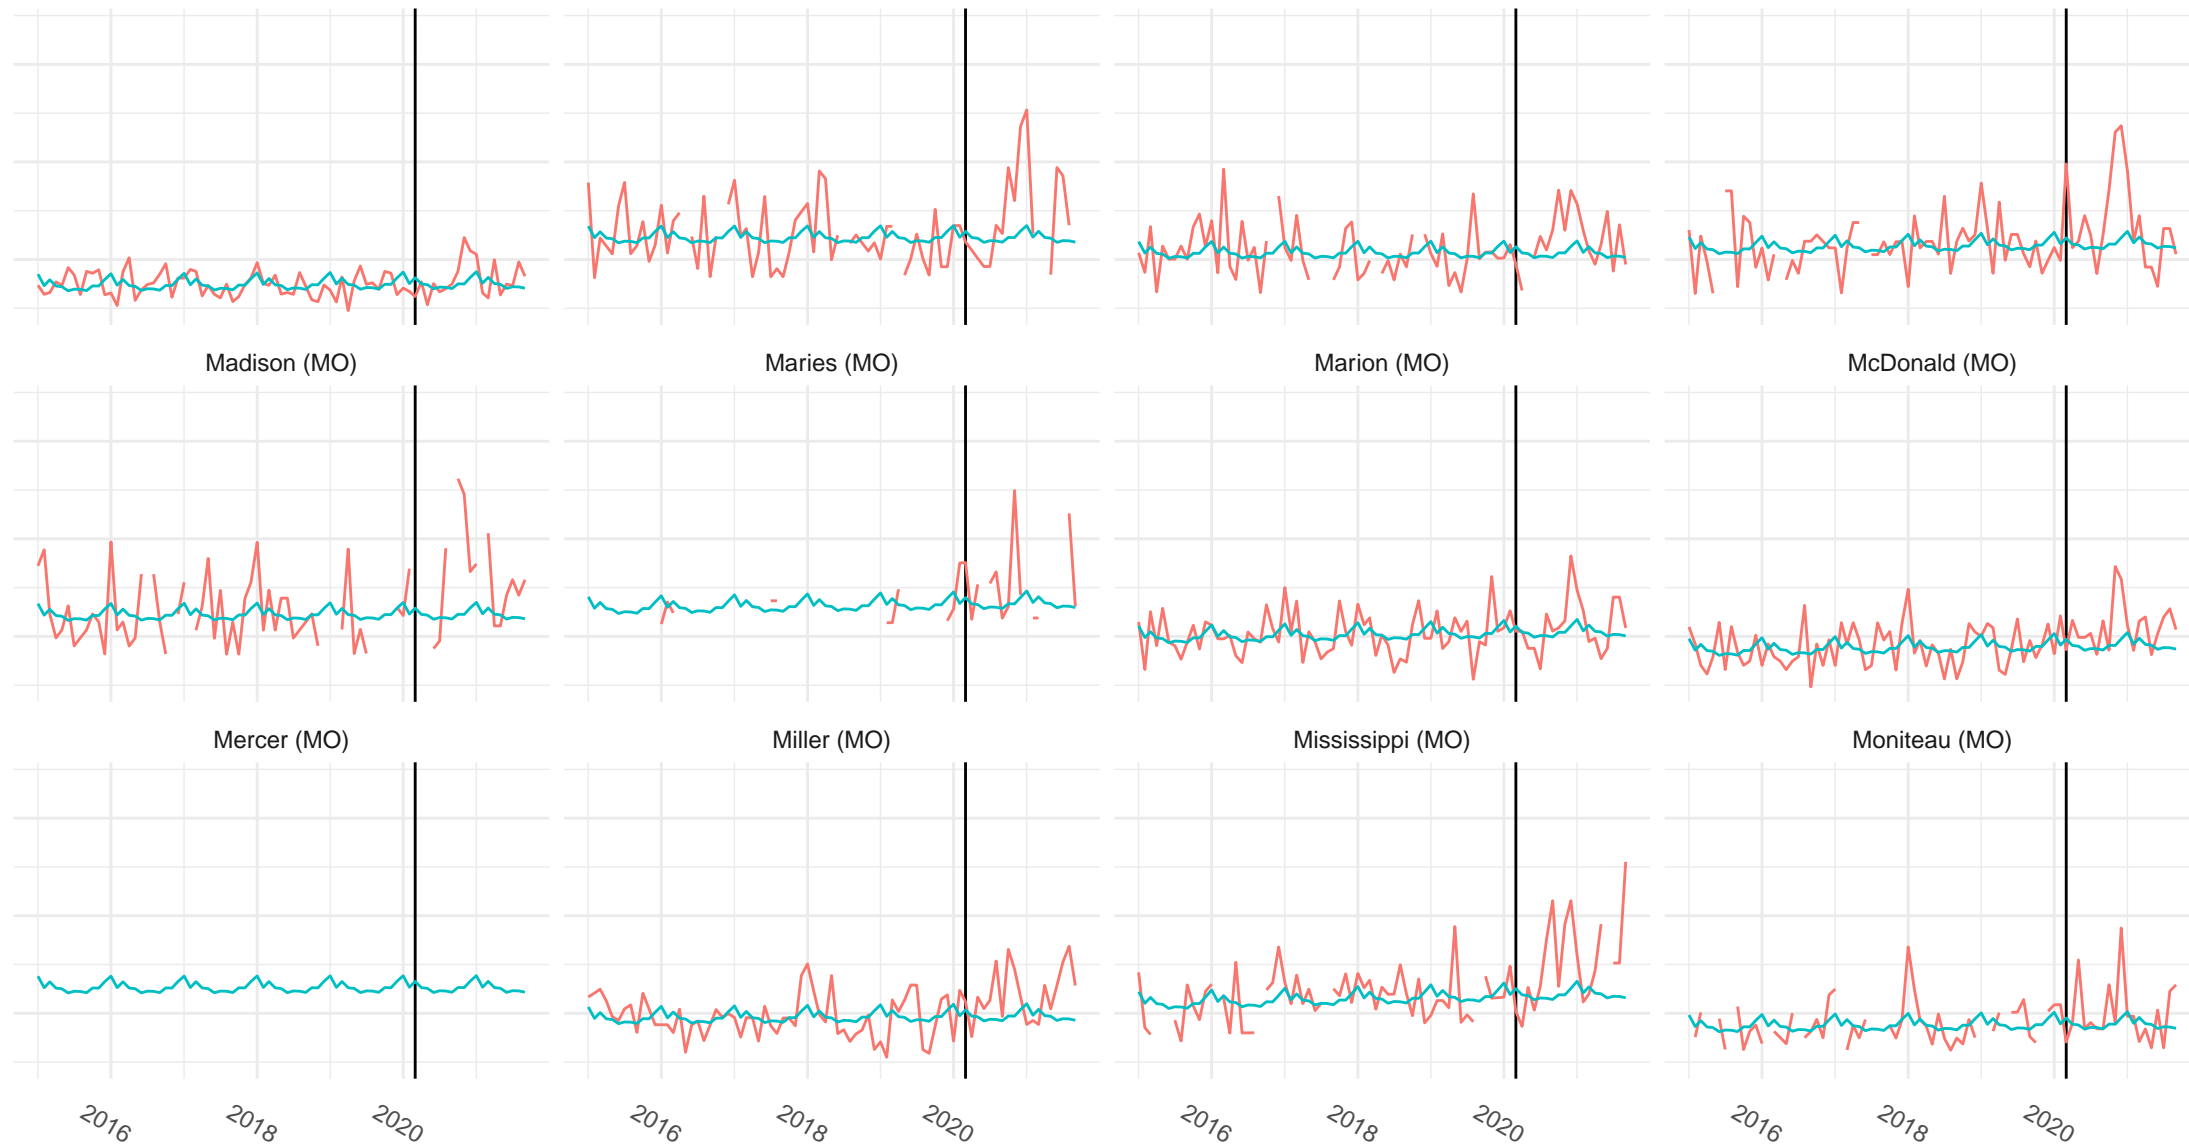 Madison (MO) Maries (MO) Marion (MO) McDonald (MO)
Mercer (MO) Miller (MO) Mississippi (MO) Moniteau (MO)
2016 2018 2020 2016 2018 2020 2016 2018 2020 2016 2018 2020